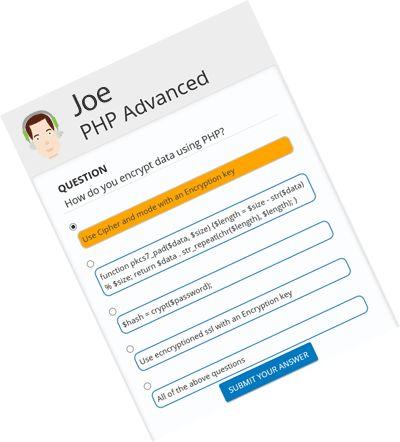 Joe
PHP Advanced
QUESTION
How do you encrypt data using PHP?
Use Cipher and mode with an Encryption key
function pkcs7_pad($data, $size) {$length = $size - str($data)
% $size; return $data . str_repeat(chr($length), $length); }
$hash = crypt($password);
Use ecncryptioned ssl with an Encryption key
All of the above questions
SUBMIT YOUR ANSWER